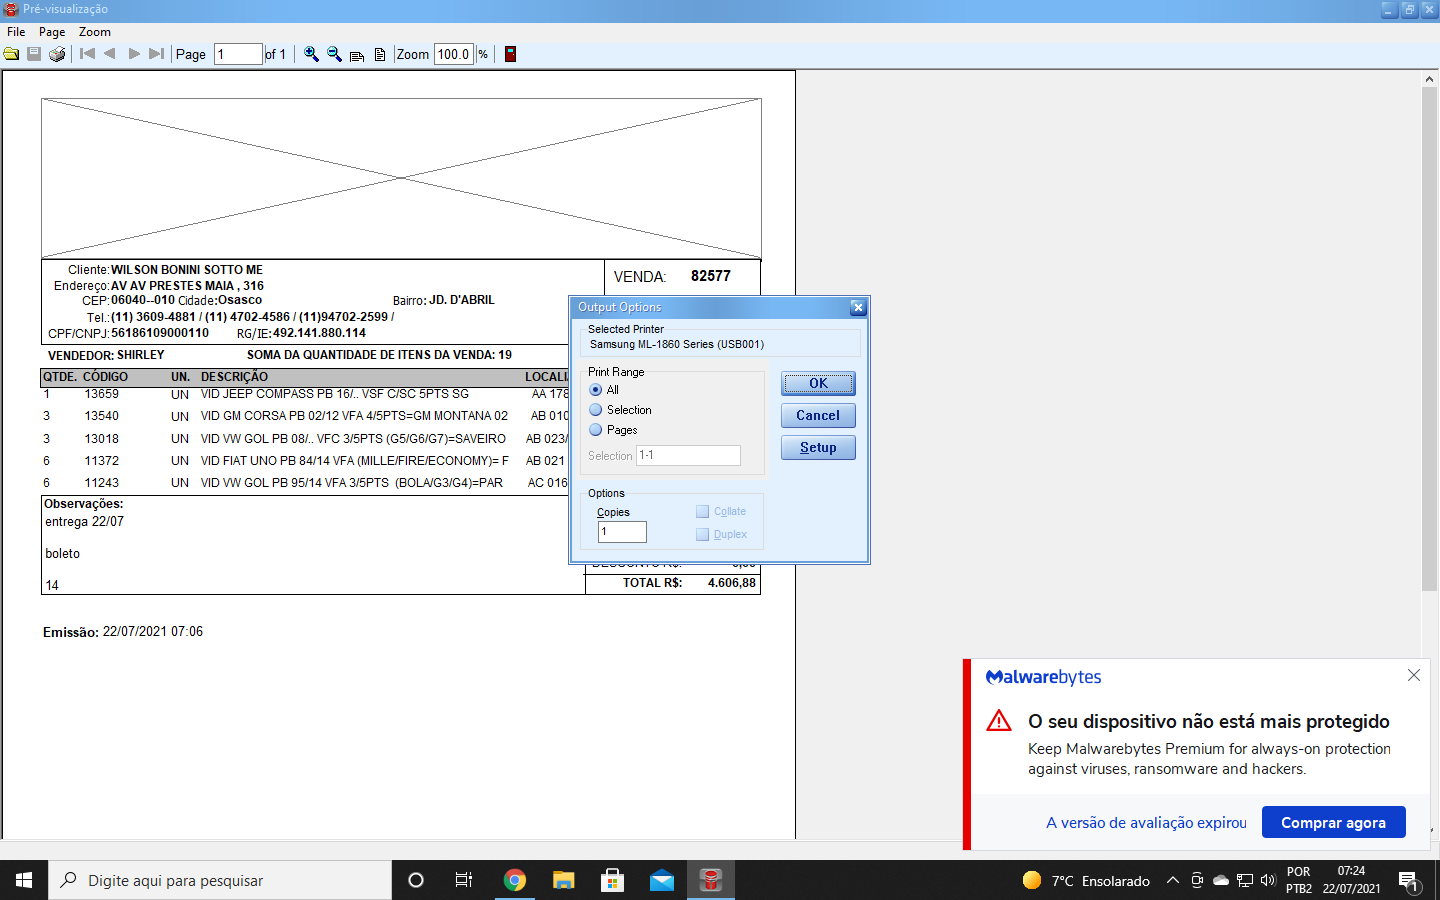 Pré-visualização
File Page Zoom
Page 1 of 1 Zoom 100.0 %
Cliente: WILSON BONINI SOTTO ME
Endereço: AV AV PRESTES MAIA , 316
CEP: 06040--010 Cidade: Osasco Bairro: JD. D'ABRIL
Tel.: (11) 3609-4881 / (11) 4702-4586 / (11)94702-2599 /
CPF/CNPJ: 56186109000110 RG/IE: 492.141.880.114
VENDA: 82577
VENDEDOR: SHIRLEY SOMA DA QUANTIDADE DE ITENS DA VENDA: 19
QTDE. CÓDIGO UN. DESCRIÇÃO
1 13659 UN VID JEEP COMPASS PB 16/.. VSF C/SC 5PTS SG AA 178
3 13540 UN VID GM CORSA PB 02/12 VFA 4/5PTS=GM MONTANA 02 AB 010
3 13018 UN VID VW GOL PB 08/.. VFC 3/5PTS (G5/G6/G7)=SAVEIRO AB 023/
6 11372 UN VID FIAT UNO PB 84/14 VFA (MILLE/FIRE/ECONOMY)= F AB 021
6 11243 UN VID VW GOL PB 95/14 VFA 3/5PTS (BOLA/G3/G4)=PAR AC 016
Observações:
entrega 22/07
boleto
14
TOTAL R$: 4.606,88
Emissão: 22/07/2021 07:06
Output Options
Selected Printer
Samsung ML-1860 Series (USB001)
Print Range
All
Selection
Pages
Selection 1-1
OK
Cancel
Setup
Options
Copies
1
Collate
Duplex
Malwarebytes
O seu dispositivo não está mais protegido
Keep Malwarebytes Premium for always-on protection
against viruses, ransomware and hackers.
A versão de avaliação expirou Comprar agora
Digite aqui para pesquisar
7°C Ensolarado
POR
PTB2
07:24
22/07/2021
1